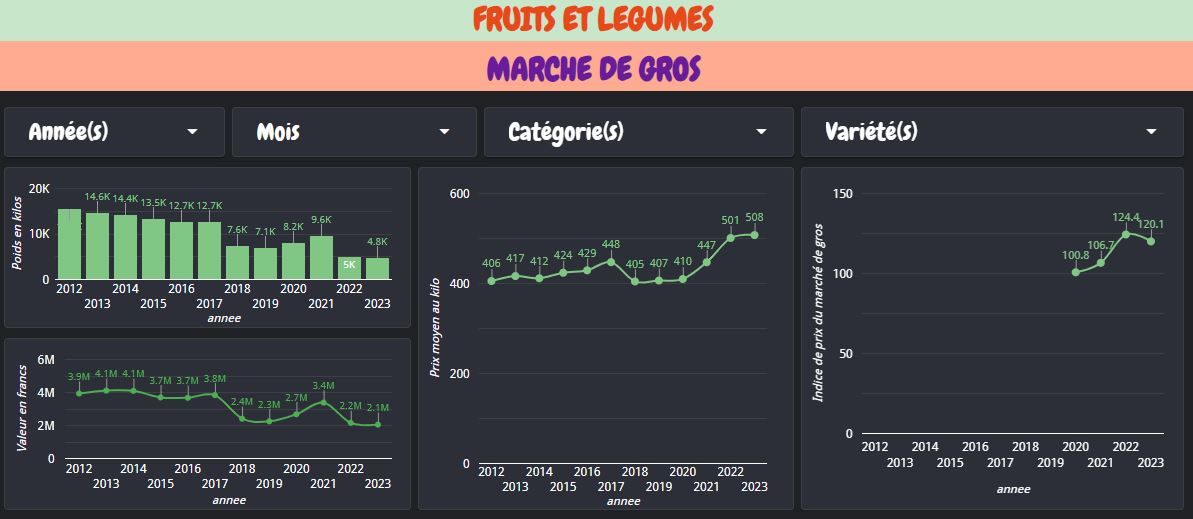 FRUITS ET LEGUMES
MARCHE DE GROS
Année(s)
Mois
Catégorie(s)
Variété(s)
Poids en kilos
20K
10K
0
14.6K 14.4K 13.5K 12.7K 12.7K 7.6K 7.1K 8.2K 9.6K 5K 4.8K
2012 2014 2016 2018 2020 2022
2013 2015 2017 2019 2021 2023
annee
Valeur en francs
6M
4M
2M
0
3.9M 4.1M 4.1M 3.7M 3.7M 3.8M 2.4M 2.3M 2.7M 3.4M 2.2M 2.1M
2012 2014 2016 2018 2020 2022
2013 2015 2017 2019 2021 2023
annee
Prix moyen au kilo
600
400
200
0
406 417 412 424 429 448 405 407 410 447 501 508
2012 2014 2016 2018 2020 2022
2013 2015 2017 2019 2021 2023
annee
Indice de prix du marché de gros
150
100
50
0
100.8 106.7 124.4 120.1
2012 2014 2016 2018 2020 2022
2013 2015 2017 2019 2021 2023
annee